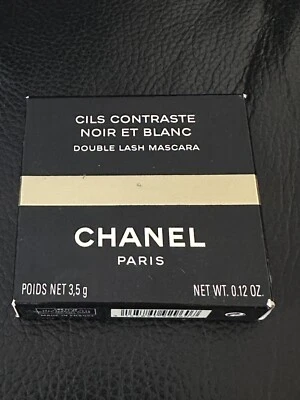 CILS CONTRASTE
NOIR ET BLANC
DOUBLE LASH MASCARA
CHANEL
PARIS
POIDS NET 3,5 g
NET WT. 0.12 OZ.